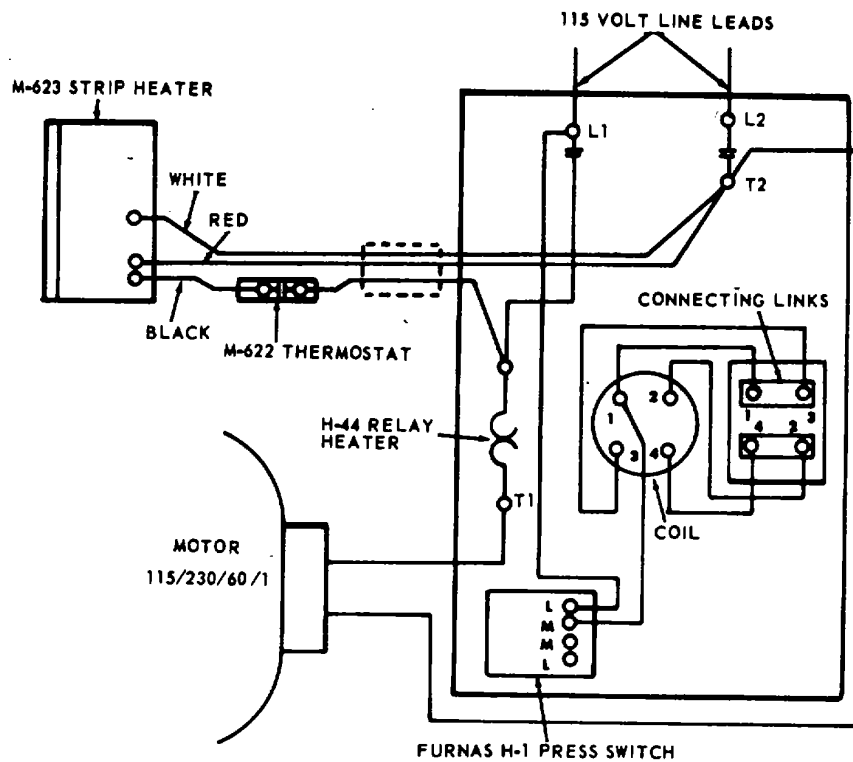 115 VOLT LINE LEADS
M-623 STRIP HEATER
L1
L2
T2
WHITE
RED
BLACK
M-622 THERMOSTAT
CONNECTING LINKS
1 3
4 2
1 2
3 4
H-44 RELAY
HEATER
T1
COIL
MOTOR
115/230/60/1
L
M
M
L
FURNAS H-1 PRESS SWITCH